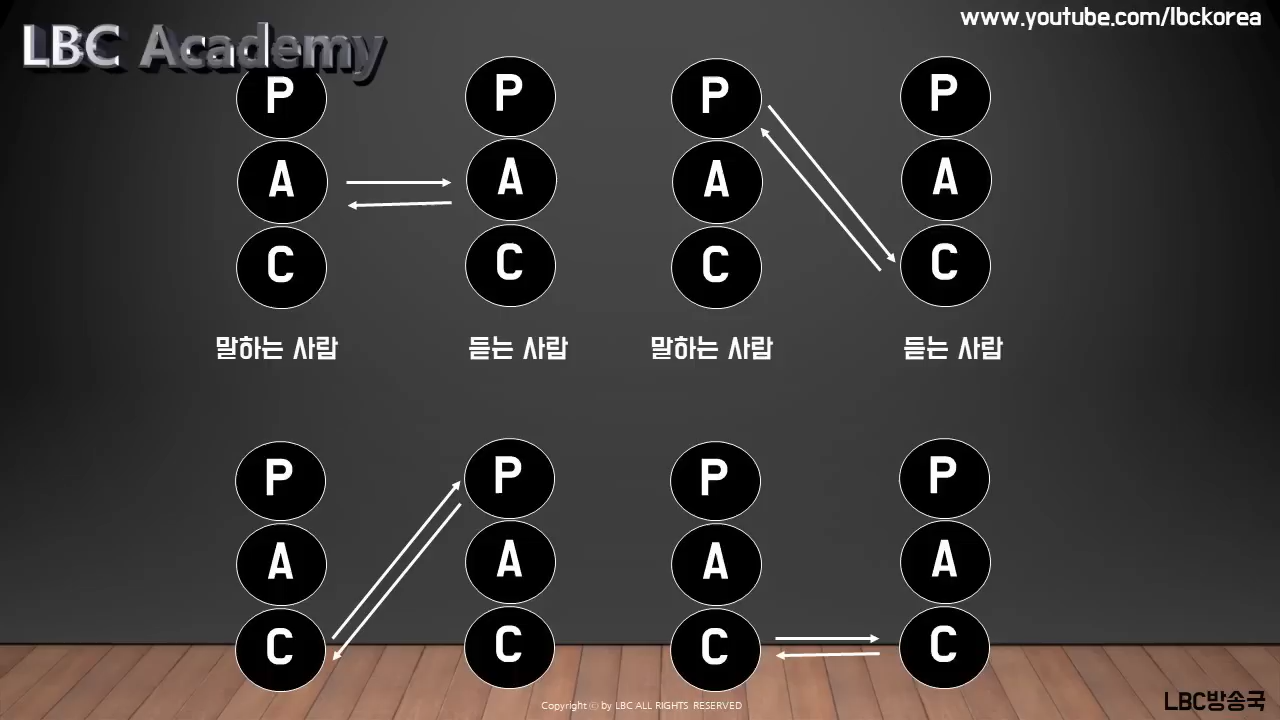 LBC Academy
www.youtube.com/lbckorea
P P P P
A A A A
C C C C
말하는 사람 듣는 사람 말하는 사람 듣는 사람
P P P P
A A A A
C C C C
Copyright ⓒ by LBC ALL RIGHTS RESERVED
LBC방송국